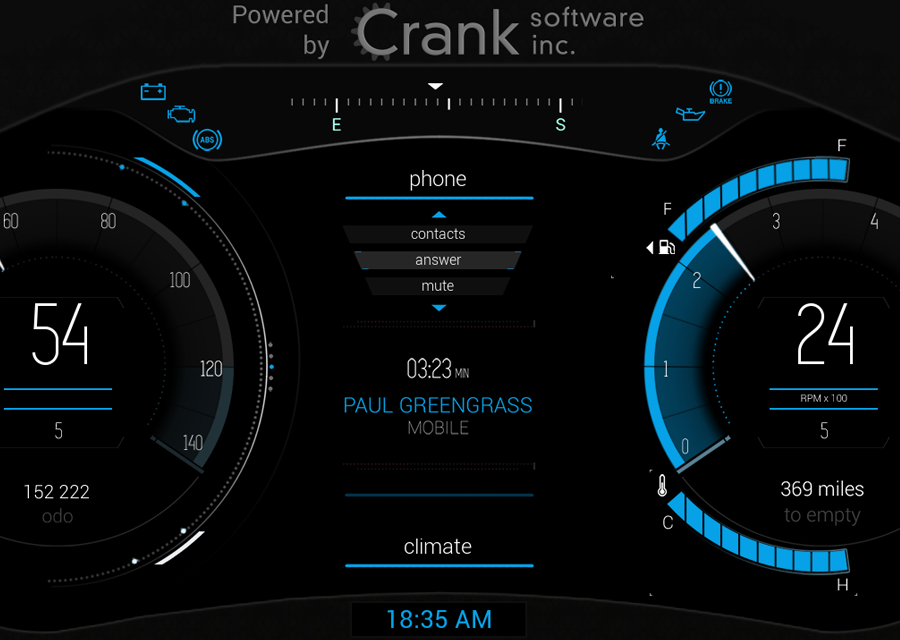 Powered
by
Crank
software
inc.
E
S
ABS
BRAKE
phone
contacts
answer
mute
03:23 MIN
PAUL GREENGRASS
MOBILE
climate
18:35 AM
60
80
100
120
140
54
5
152 222
odo
F
F
3
4
2
1
0
24
RPM x 100
5
369 miles
to empty
C
H